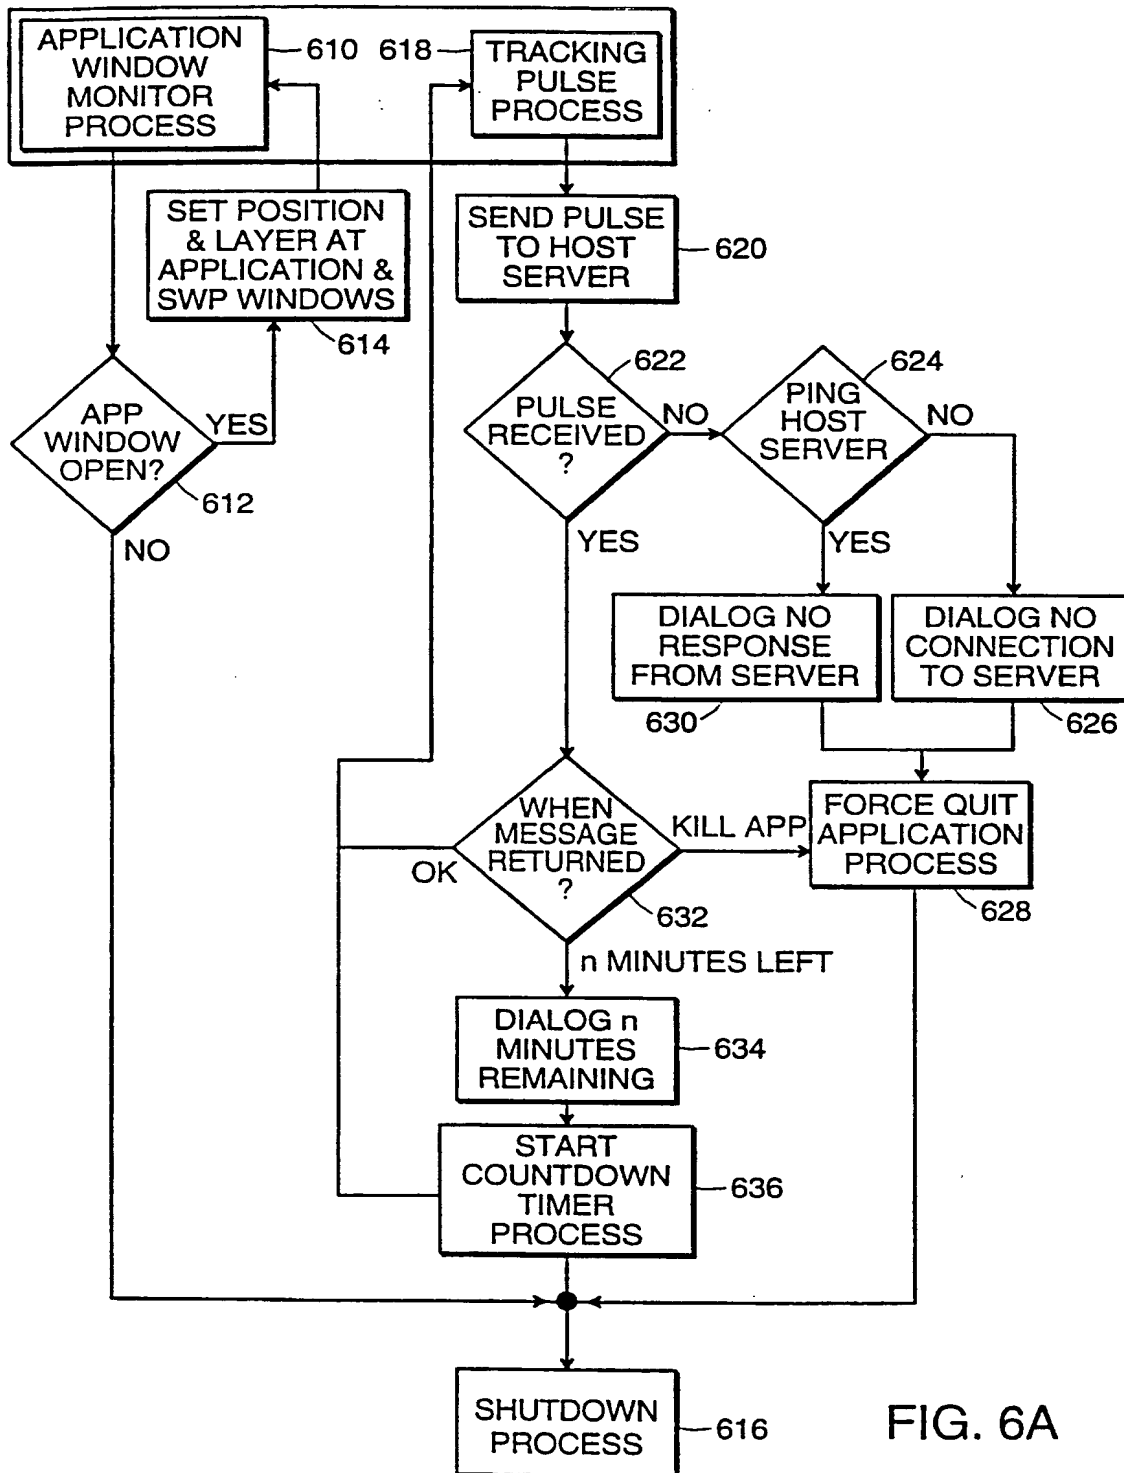 APPLICATION
WINDOW
MONITOR
PROCESS
610
618
TRACKING
PULSE
PROCESS
SET POSITION
& LAYER AT
APPLICATION &
SWP WINDOWS
614
SEND PULSE
TO HOST
SERVER
620
APP
WINDOW
OPEN?
YES
612
NO
622
PULSE
RECEIVED
?
NO
YES
624
PING
HOST
SERVER
NO
YES
DIALOG NO
RESPONSE
FROM SERVER
630
DIALOG NO
CONNECTION
TO SERVER
626
WHEN
MESSAGE
RETURNED
?
OK
KILL APP
632
n MINUTES LEFT
FORCE QUIT
APPLICATION
PROCESS
628
DIALOG n
MINUTES
REMAINING
634
START
COUNTDOWN
TIMER
PROCESS
636
SHUTDOWN
PROCESS
616
FIG. 6A